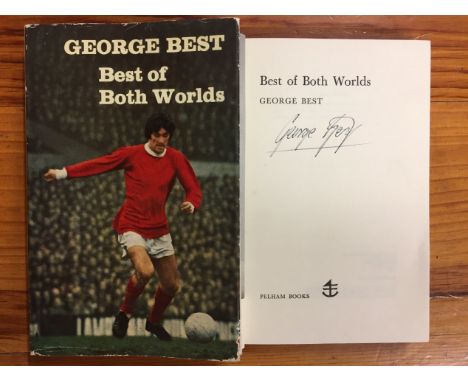 GEORGE BEST
Best of
Both Worlds
Best of Both Worlds
GEORGE BEST
George Best
PELHAM BOOKS